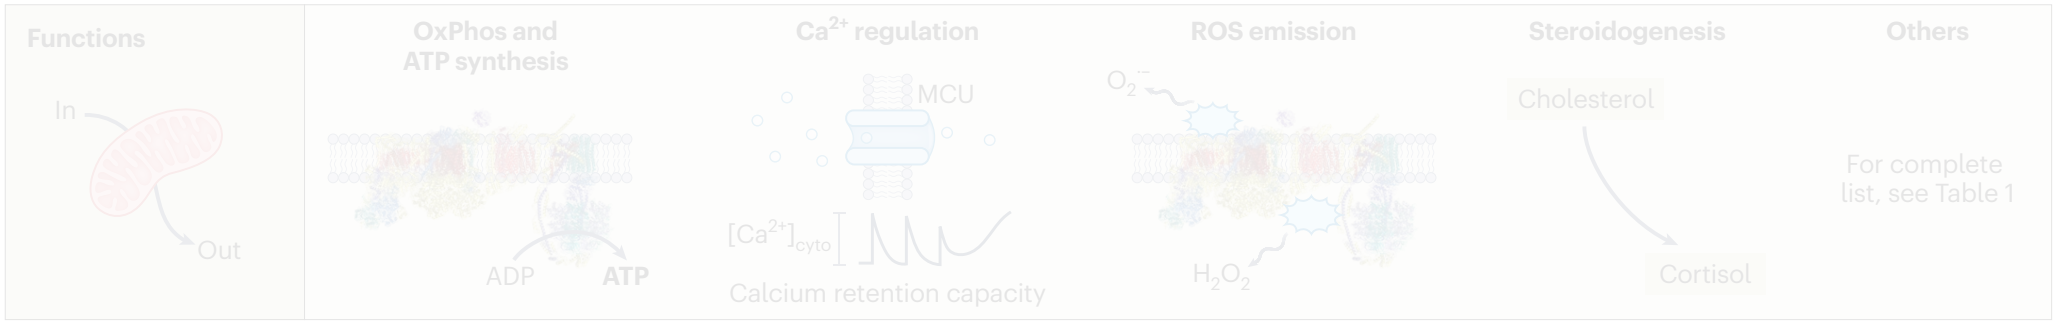 Functions
In
Out
OxPhos and
ATP synthesis
ADP
ATP
Ca²⁺ regulation
MCU
[Ca²⁺]cyto
Calcium retention capacity
ROS emission
O₂˙⁻
H₂O₂
Steroidogenesis
Cholesterol
Cortisol
Others
For complete
list, see Table 1